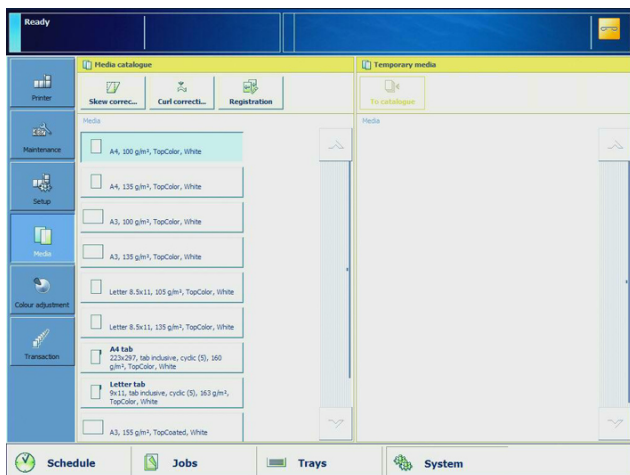 Ready
Media catalogue
Temporary media
Skew correc...
Curl correcti...
Registration
To catalogue
Media
Media
Printer
Maintenance
Setup
Media
Colour adjustment
Transaction
A4, 100 g/m², TopColor, White
A4, 135 g/m², TopColor, White
A3, 100 g/m², TopColor, White
A3, 135 g/m², TopColor, White
Letter 8.5x11, 105 g/m², TopColor, White
Letter 8.5x11, 135 g/m², TopColor, White
A4 tab
223x297, tab inclusive, cyclic (5), 160
g/m², TopColor, White
Letter tab
9x11, tab inclusive, cyclic (5), 163 g/m²,
TopColor, White
A3, 155 g/m², TopCoated, White
Schedule
Jobs
Trays
System